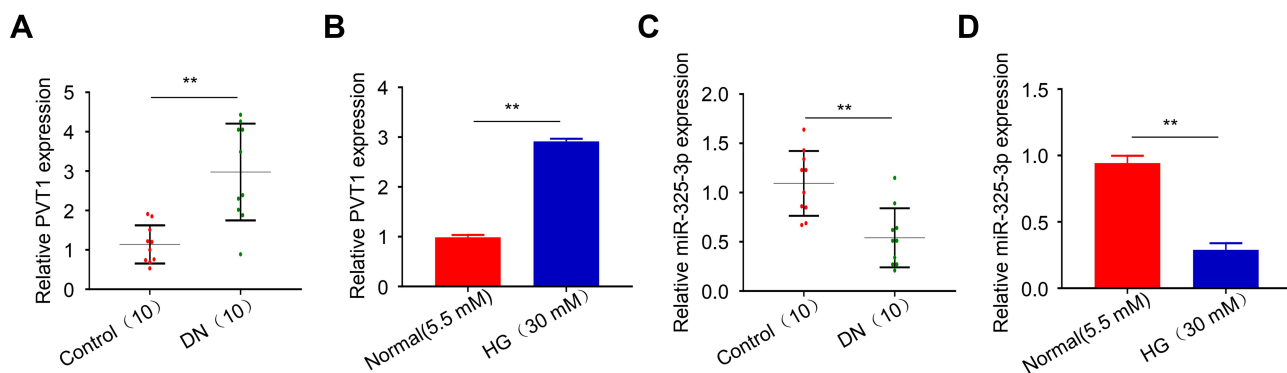 A
Relative PVT1 expression
5
4
3
2
1
0
**
Control（10）
DN（10）
B
Relative PVT1 expression
4
3
2
1
0
**
Normal(5.5 mM)
HG（30 mM）
C
Relative miR-325-3p expression
2.0
1.5
1.0
0.5
0.0
**
Control（10）
DN（10）
D
Relative miR-325-3p expression
1.5
1.0
0.5
0.0
**
Normal(5.5 mM)
HG（30 mM）